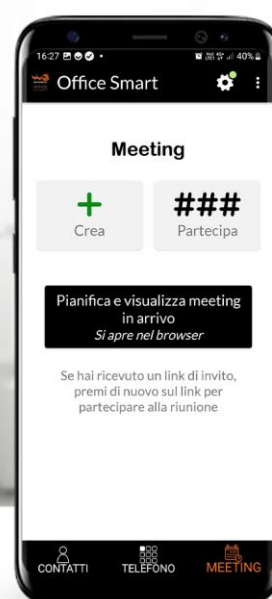 16:27
40%
Office Smart
Meeting
+
Crea
###
Partecipa
Pianifica e visualizza meeting
in arrivo
Si apre nel browser
Se hai ricevuto un link di invito,
premi di nuovo sul link per
partecipare alla riunione
CONTATTI
TELEFONO
MEETING